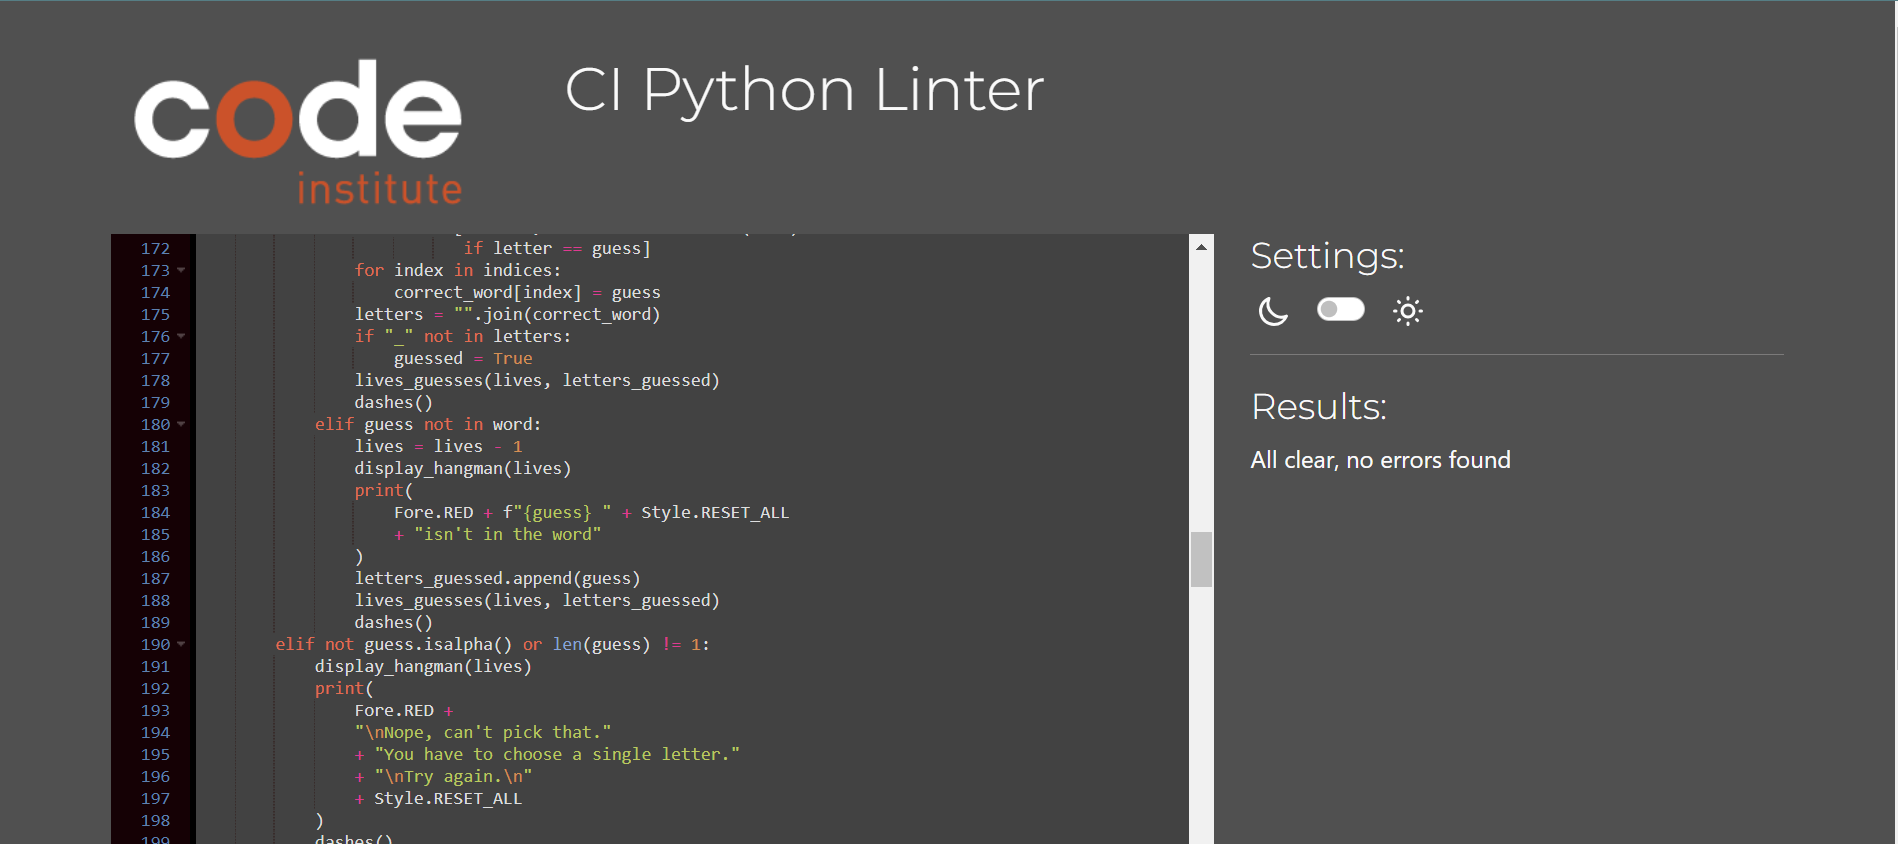 code
institute
CI Python Linter
172 if letter == guess]
173 for index in indices:
174 correct_word[index] = guess
175 letters = "".join(correct_word)
176 if "_" not in letters:
177 guessed = True
178 lives_guesses(lives, letters_guessed)
179 dashes()
180 elif guess not in word:
181 lives = lives - 1
182 display_hangman(lives)
183 print(
184 Fore.RED + f"{guess} " + Style.RESET_ALL
185 + "isn't in the word"
186 )
187 letters_guessed.append(guess)
188 lives_guesses(lives, letters_guessed)
189 dashes()
190 elif not guess.isalpha() or len(guess) != 1:
191 display_hangman(lives)
192 print(
193 Fore.RED +
194 "\nNope, can't pick that."
195 + "You have to choose a single letter."
196 + "\nTry again.\n"
197 + Style.RESET_ALL
198 )
199 dashes()
Settings:
Results:
All clear, no errors found